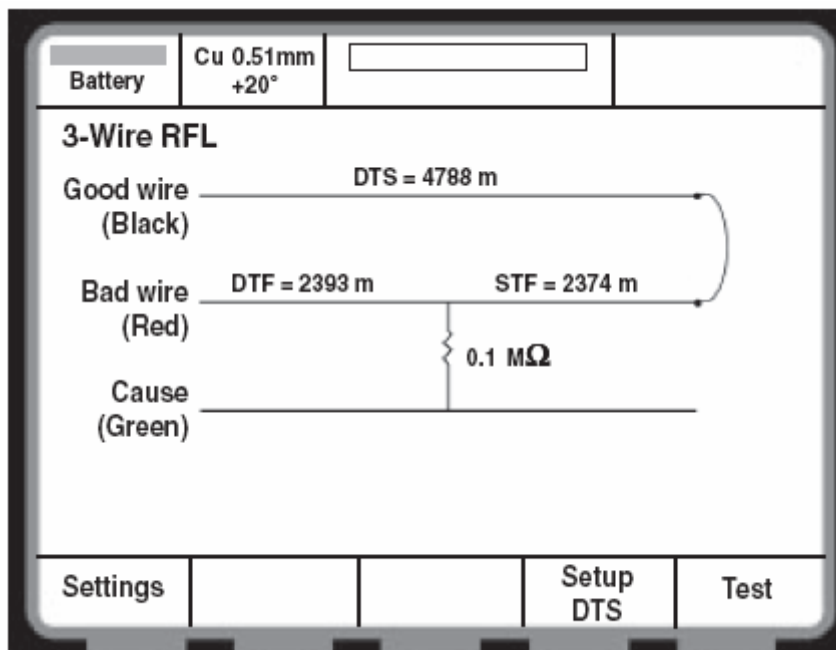 Battery
Cu 0.51mm
+20°
3-Wire RFL
DTS = 4788 m
Good wire
(Black)
DTF = 2393 m
STF = 2374 m
Bad wire
(Red)
0.1 MΩ
Cause
(Green)
Settings
Setup
DTS
Test